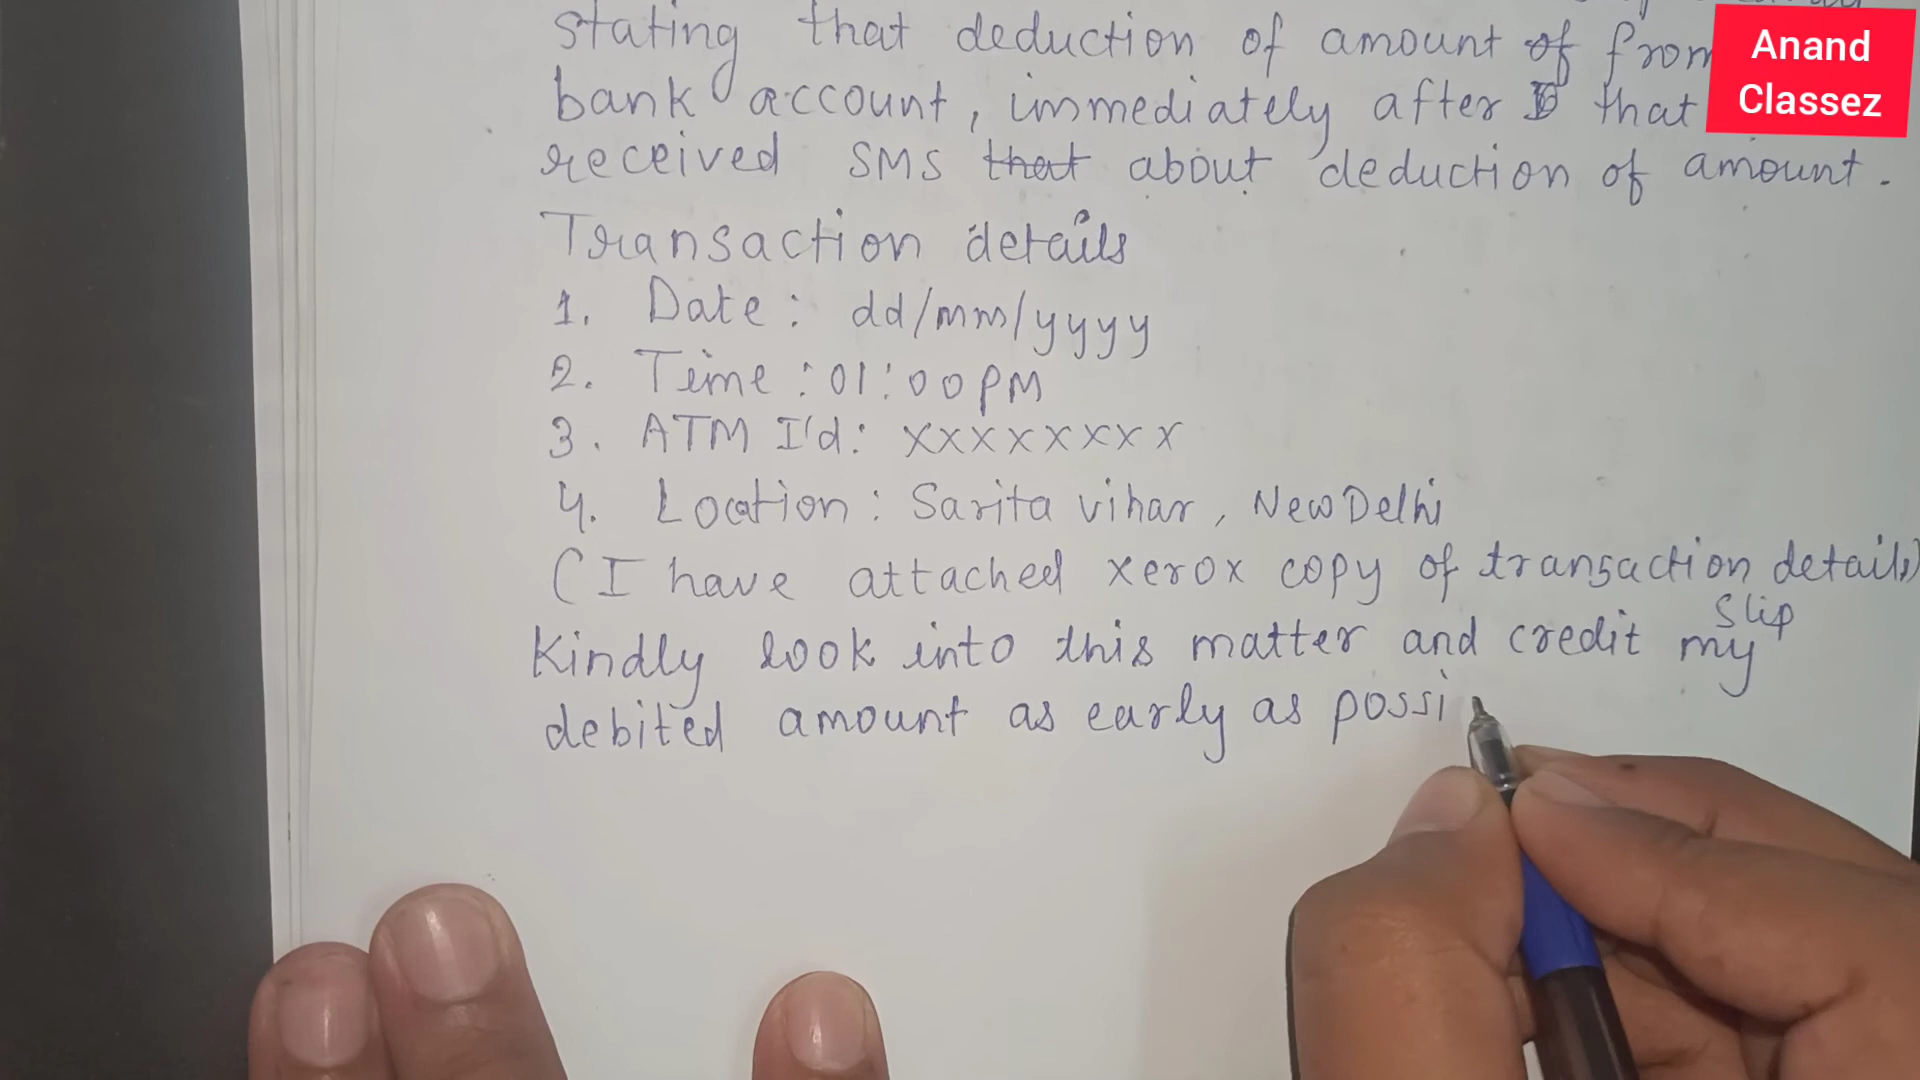 stating that deduction of amount of from
bank account, immediately after that
received SMS that about deduction of amount.
Transaction details
1. Date: dd/mm/yyyy
2. Time: 01:00PM
3. ATM I'd: xxxxxxxx
4. Location: Sarita vihar, New Delhi
(I have attached xerox copy of transaction details)
slip
Kindly look into this matter and credit my
debited amount as early as possi
Anand
Classez